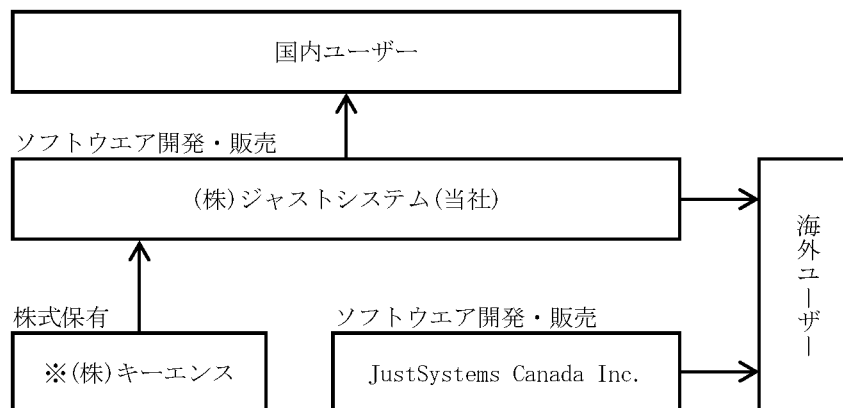 国内ユーザー
ソフトウエア開発・販売
(株)ジャストシステム(当社)
海外ユーザー
株式保有
ソフトウエア開発・販売
※(株)キーエンス
JustSystems Canada Inc.